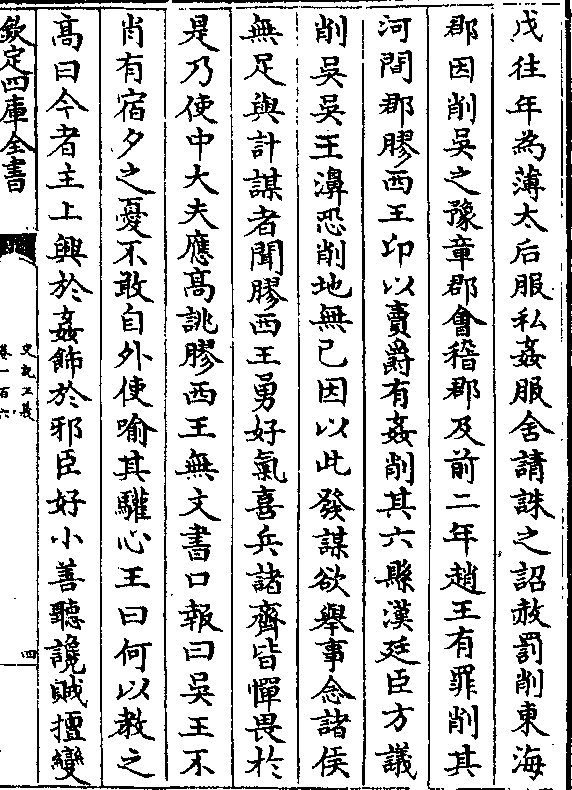 戊往年為薄太后服私姦服舍請誅之詔赦罰削東海
郡因削吳之豫章郡會稽郡及前二年趙王有罪削其
河間郡膠西王卬以賣爵有姦削其六縣漢廷臣方議
削吳吳王濞恐削地無已因以此發謀欲舉事念諸侯
無足與計謀者聞膠西王勇好氣喜兵諸齊皆憚畏於
是乃使中大夫應高誂膠西王無文書口報曰吳王不
肖有宿夕之憂不敢自外使喻其驩心王曰何以教之
高曰今者主上興於姦飾於邪臣好小善聽讒賊擅變
欽定四庫全書
史記正義
卷一百六
四